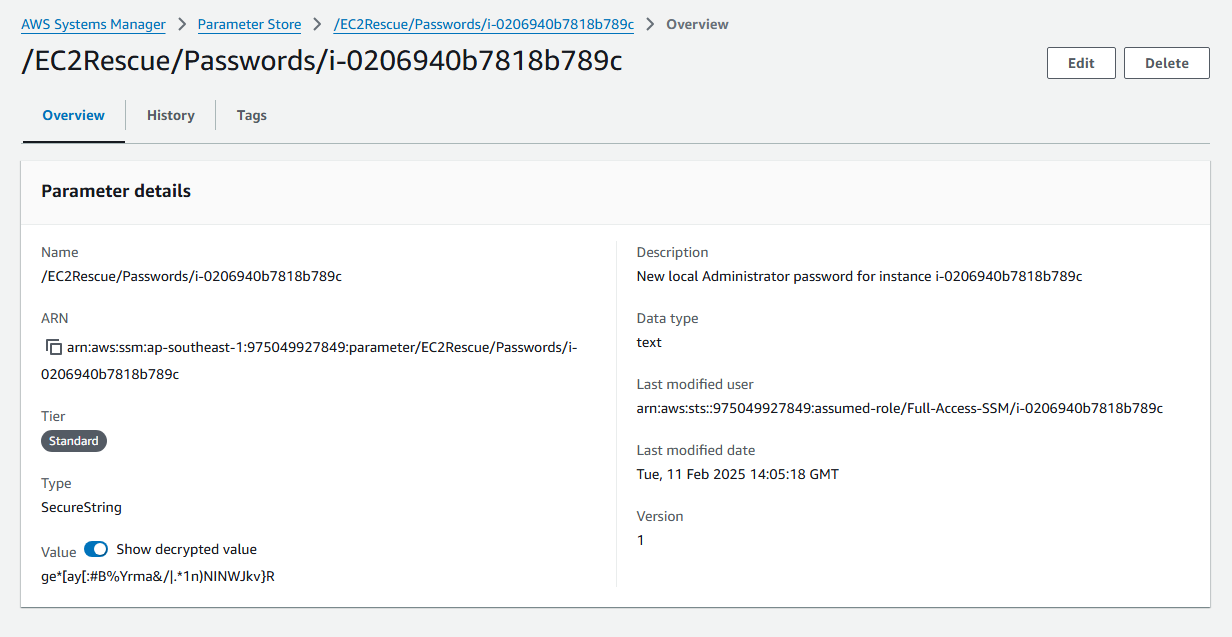 AWS Systems Manager > Parameter Store > /EC2Rescue/Passwords/i-0206940b7818b789c > Overview
/EC2Rescue/Passwords/i-0206940b7818b789c
Edit
Delete
Overview
History
Tags
Parameter details
Name
/EC2Rescue/Passwords/i-0206940b7818b789c
ARN
arn:aws:ssm:ap-southeast-1:975049927849:parameter/EC2Rescue/Passwords/i-
0206940b7818b789c
Tier
Standard
Type
SecureString
Value Show decrypted value
ge*[ay[:#B%Yrma&/|.*1n)NINWJkv}R
Description
New local Administrator password for instance i-0206940b7818b789c
Data type
text
Last modified user
arn:aws:sts::975049927849:assumed-role/Full-Access-SSM/i-0206940b7818b789c
Last modified date
Tue, 11 Feb 2025 14:05:18 GMT
Version
1